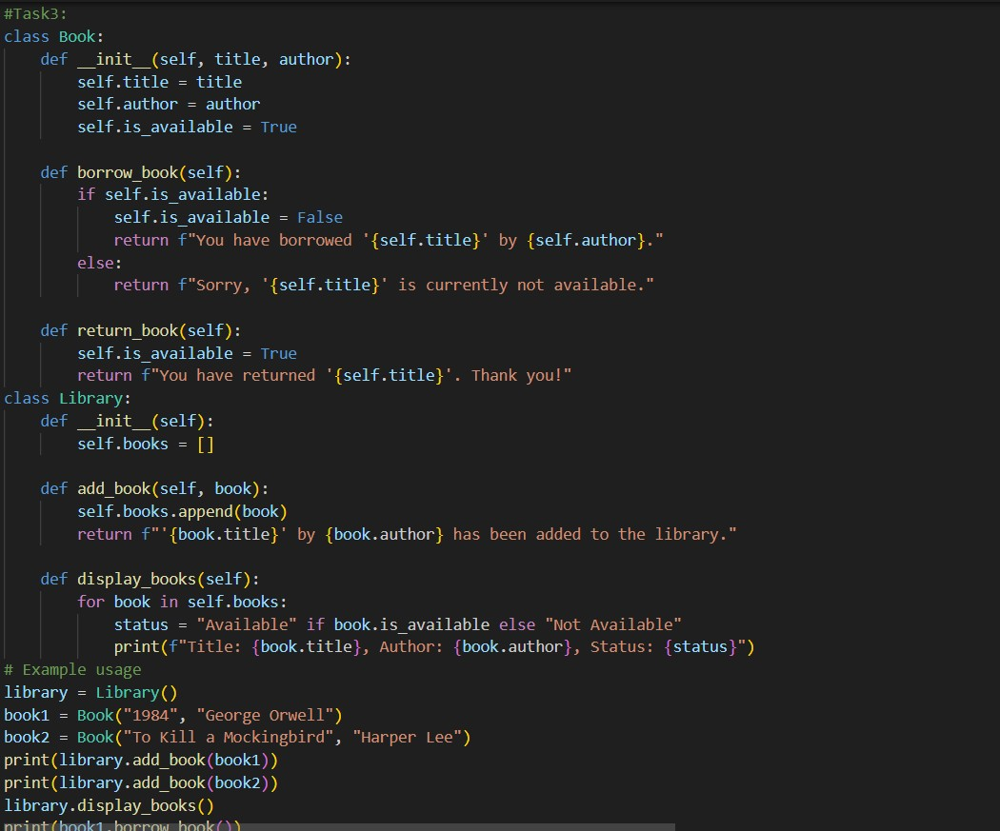 #Task3:
class Book:
    def __init__(self, title, author):
        self.title = title
        self.author = author
        self.is_available = True

    def borrow_book(self):
        if self.is_available:
            self.is_available = False
            return f"You have borrowed '{self.title}' by {self.author}."
        else:
            return f"Sorry, '{self.title}' is currently not available."

    def return_book(self):
        self.is_available = True
        return f"You have returned '{self.title}'. Thank you!"
class Library:
    def __init__(self):
        self.books = []

    def add_book(self, book):
        self.books.append(book)
        return f"'{book.title}' by {book.author} has been added to the library."

    def display_books(self):
        for book in self.books:
            status = "Available" if book.is_available else "Not Available"
            print(f"Title: {book.title}, Author: {book.author}, Status: {status}")
# Example usage
library = Library()
book1 = Book("1984", "George Orwell")
book2 = Book("To Kill a Mockingbird", "Harper Lee")
print(library.add_book(book1))
print(library.add_book(book2))
library.display_books()
print(book1.borrow_book())